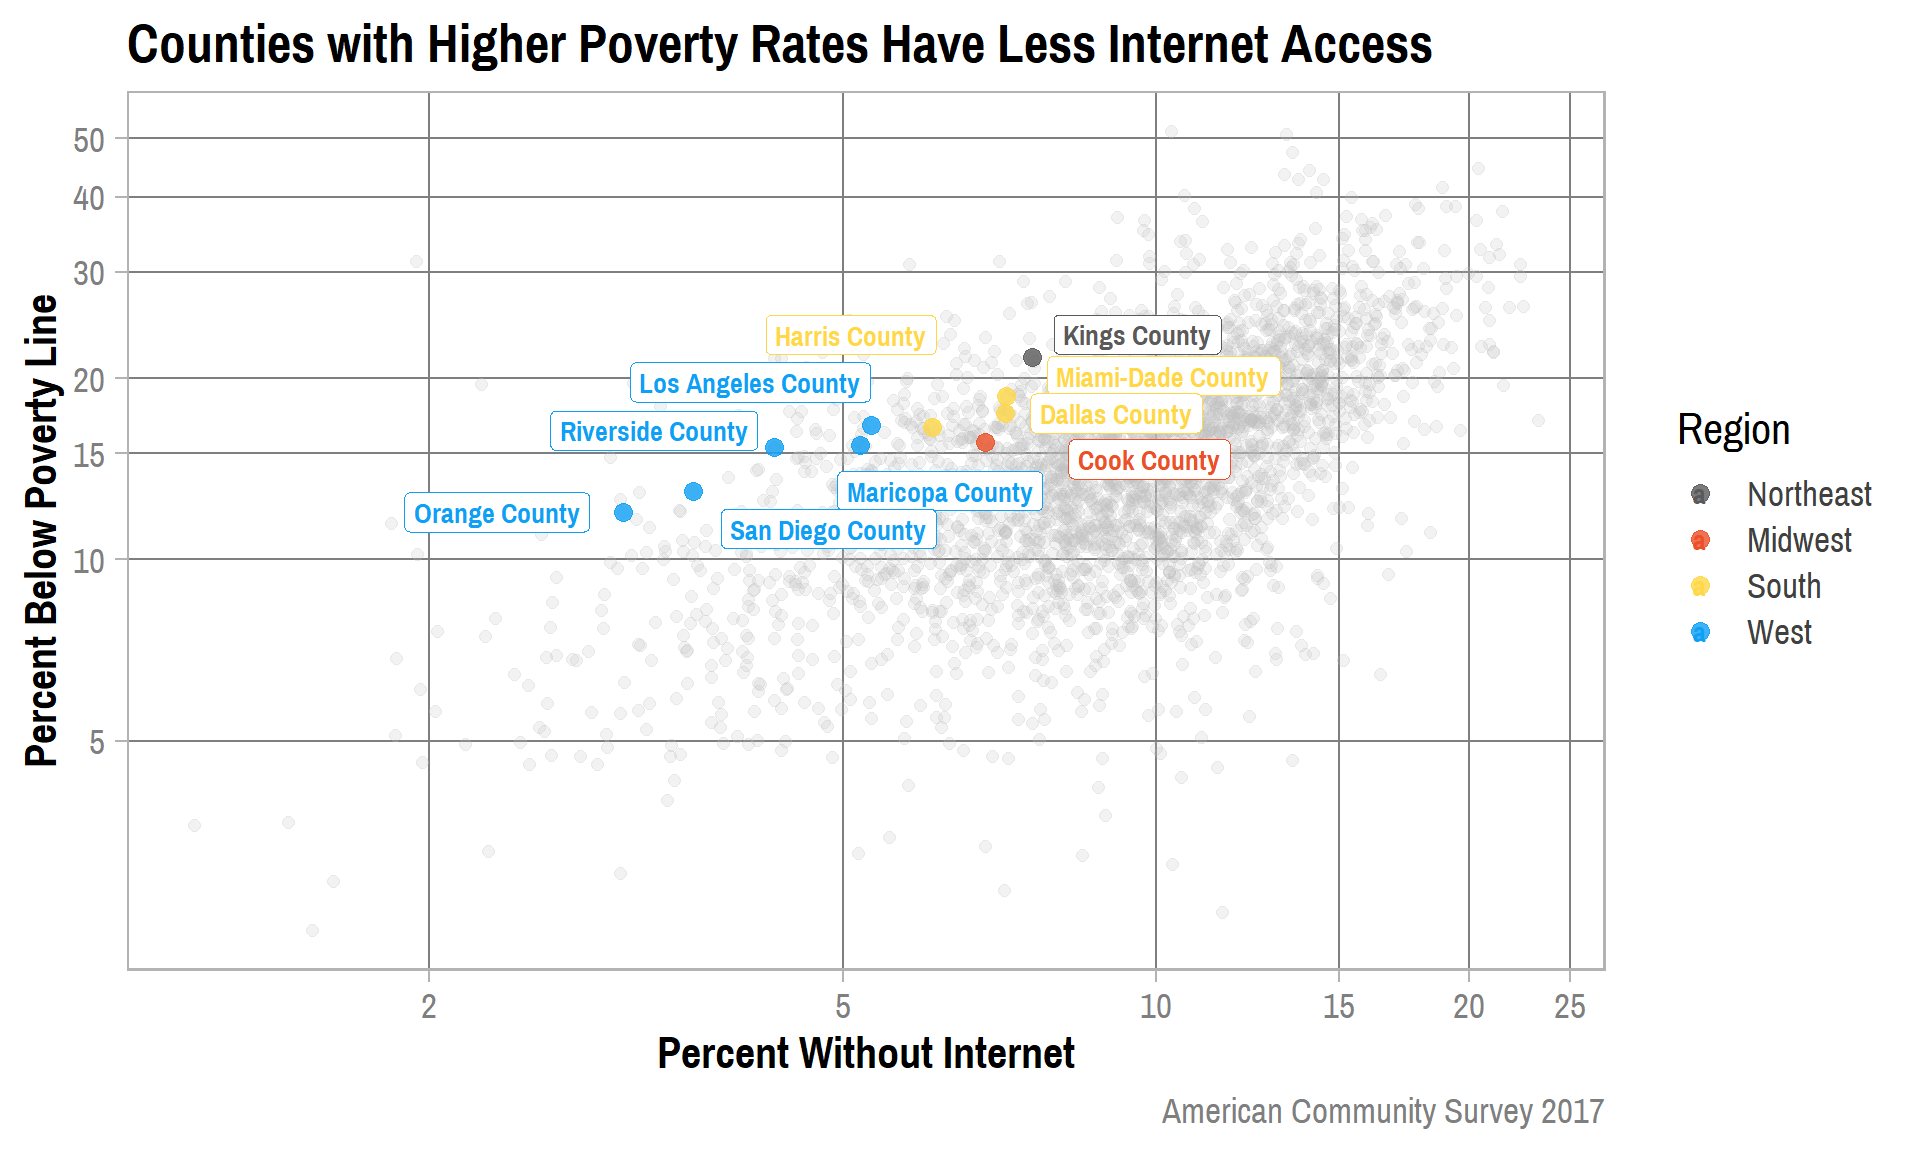 Counties with Higher Poverty Rates Have Less Internet Access
Percent Below Poverty Line
50
40
30
20
15
10
5
Harris County
Kings County
Los Angeles County
Miami-Dade County
Riverside County
Dallas County
Cook County
Orange County
Maricopa County
San Diego County
2
5
10
15
20
25
Percent Without Internet
Region
a Northeast
a Midwest
a South
a West
American Community Survey 2017